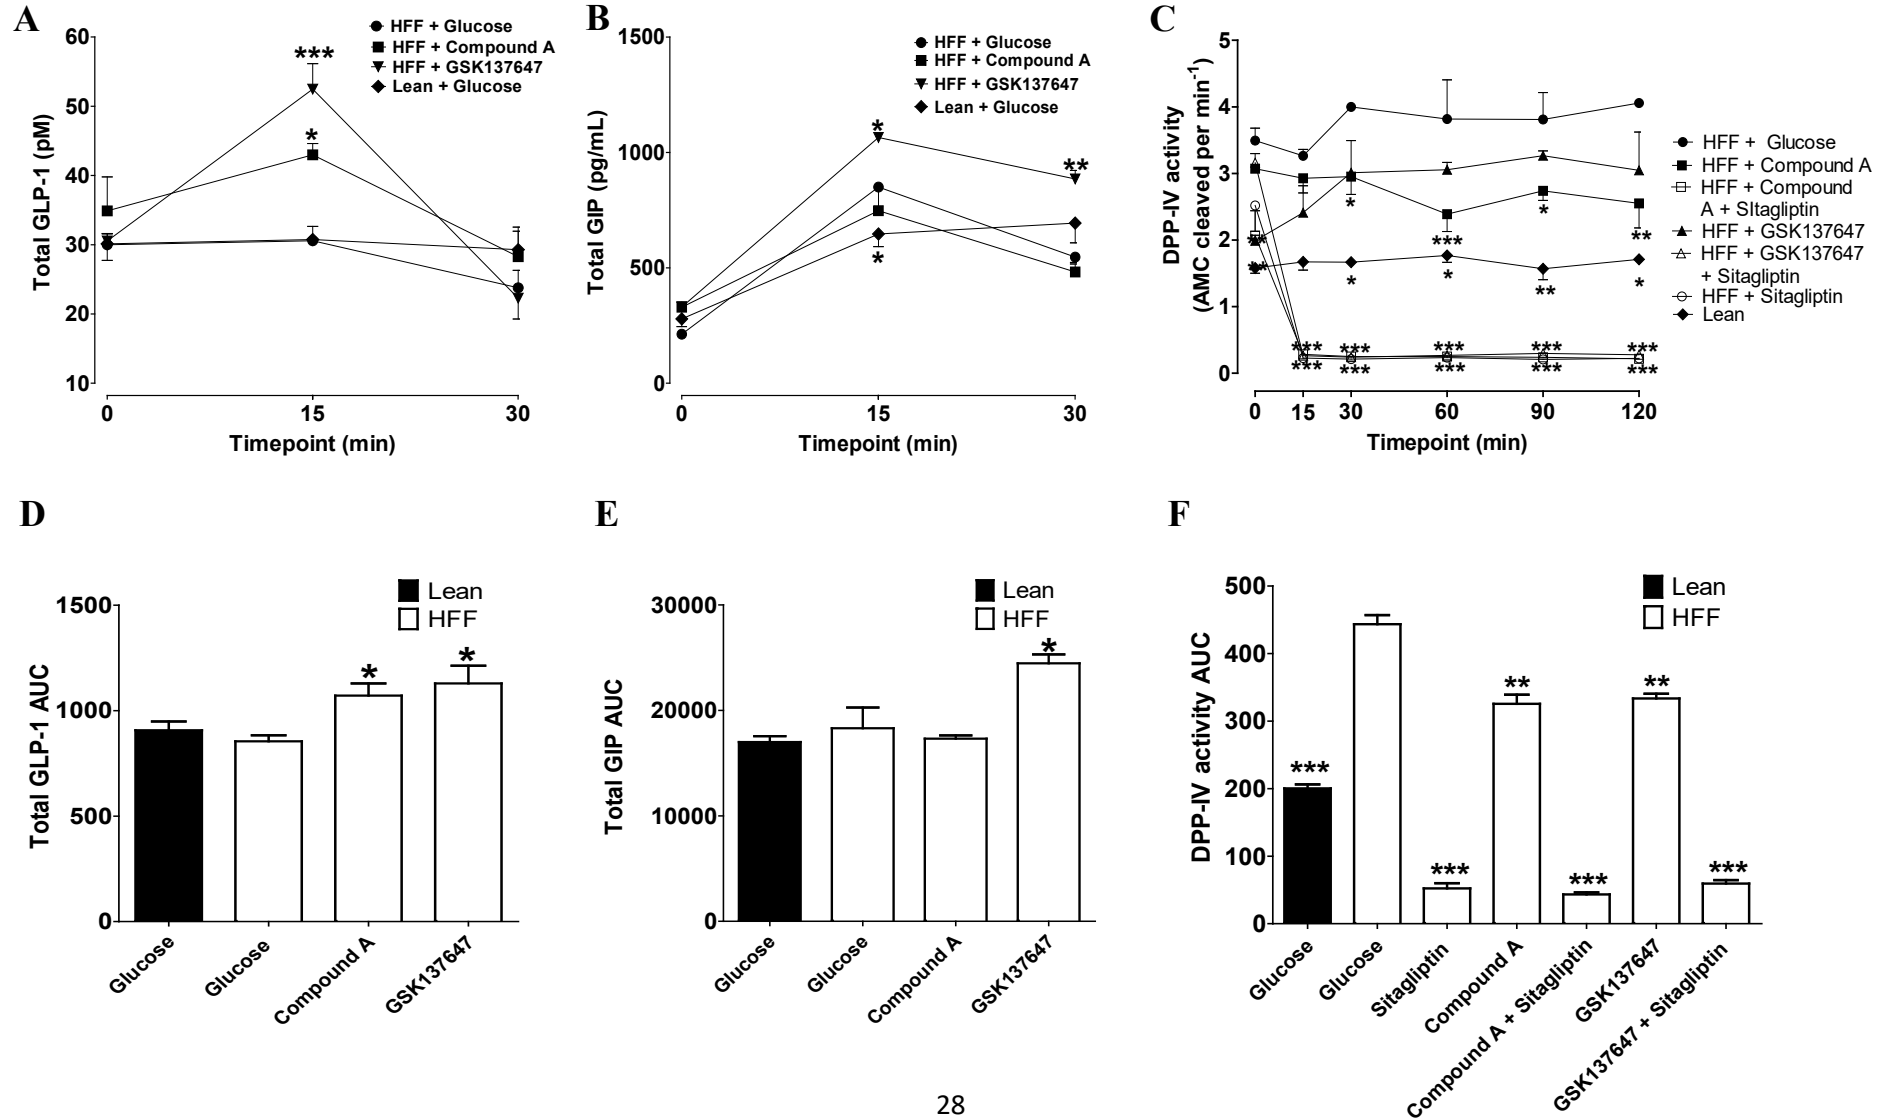 A
HFF + Glucose
HFF + Compound A
HFF + GSK137647
Lean + Glucose
Total GLP-1 (pM)
60
50
40
30
20
10
***
*
0 15 30
Timepoint (min)
B
HFF + Glucose
HFF + Compound A
HFF + GSK137647
Lean + Glucose
Total GIP (pg/mL)
1500
1000
500
0
*
**
*
0 15 30
Timepoint (min)
C
DPP-IV activity
(AMC cleaved per min-1)
5
4
3
2
1
0
* *
*** **
**
**
* * ** *
*** *** *** *** ***
*** *** *** *** ***
0 15 30 60 90 120
Timepoint (min)
HFF + Glucose
HFF + Compound A
HFF + Compound
A + SItagliptin
HFF + GSK137647
HFF + GSK137647
+ Sitagliptin
HFF + Sitagliptin
Lean
D
Lean
HFF
Total GLP-1 AUC
1500
1000
500
0
* *
Glucose
Glucose
Compound A
GSK137647
E
Lean
HFF
Total GIP AUC
30000
20000
10000
0
*
Glucose
Glucose
Compound A
GSK137647
F
Lean
HFF
DPP-IV activity AUC
500
400
300
200
100
0
*** *** ** *** ** ***
Glucose
Glucose
Sitagliptin
Compound A
Compound A + Sitagliptin
GSK137647
GSK137647 + Sitagliptin
28